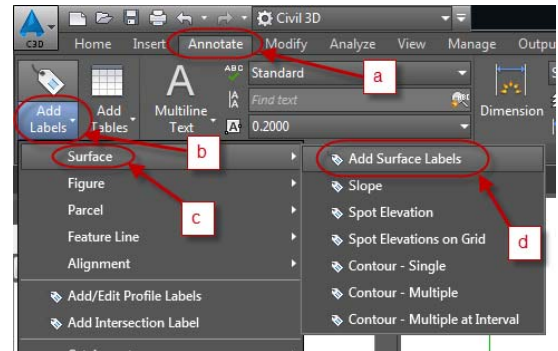 Civil 3D
C3D
Home Insert Annotate Modify Analyze View Manage Outpu
a
Add Labels
Add Tables
Multiline Text
ABC
Standard
Find text
0.2000
Dimension
b
Surface
Figure
Parcel
Feature Line
Alignment
Add/Edit Profile Labels
Add Intersection Label
c
Add Surface Labels
Slope
Spot Elevation
Spot Elevations on Grid
Contour - Single
Contour - Multiple
Contour - Multiple at Interval
d